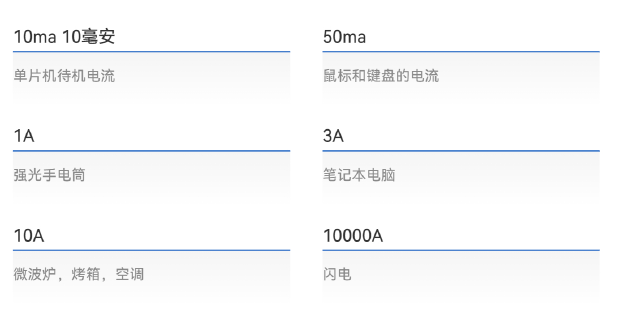 10ma 10毫安
50ma
单片机待机电流
鼠标和键盘的电流
1A
3A
强光手电筒
笔记本电脑
10A
10000A
微波炉，烤箱，空调
闪电